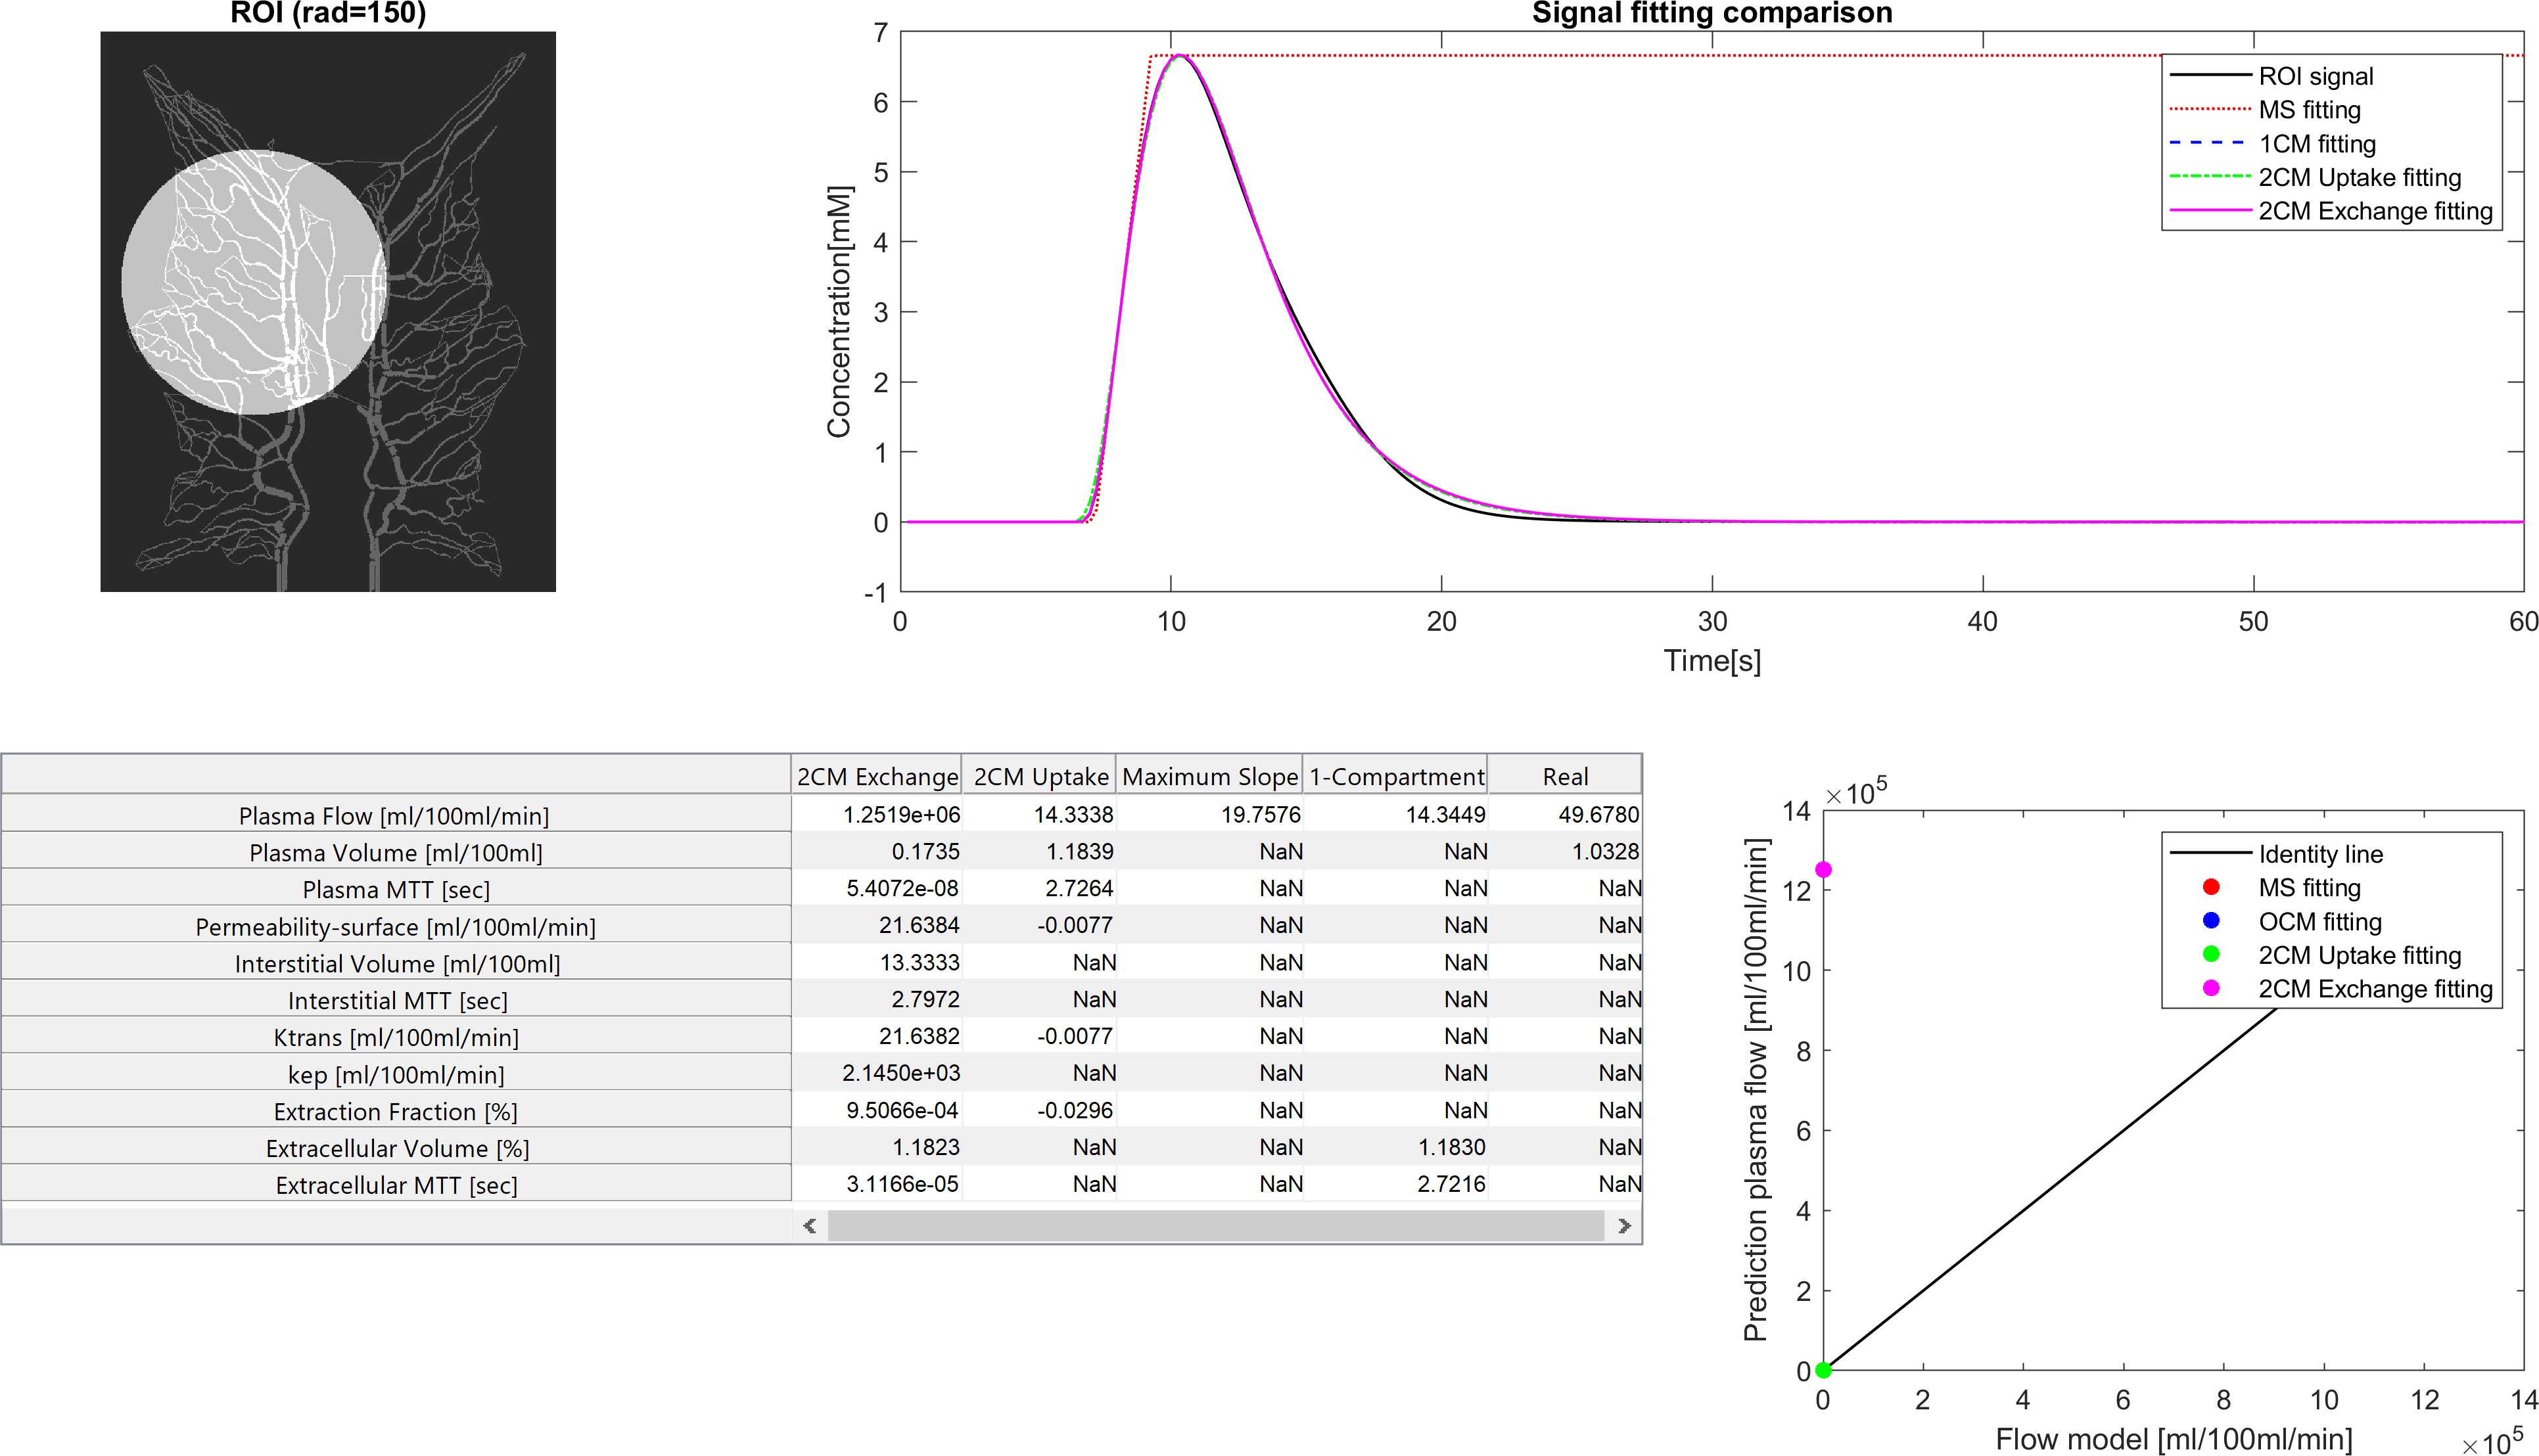 ROI (rad=150)
Signal fitting comparison
Concentration[mM]
7
6
5
4
3
2
1
0
-1
0 10 20 30 40 50 60
Time[s]
ROI signal
MS fitting
1CM fitting
2CM Uptake fitting
2CM Exchange fitting
2CM Exchange 2CM Uptake Maximum Slope 1-Compartment Real
Plasma Flow [ml/100ml/min] 1.2519e+06 14.3338 19.7576 14.3449 49.6780
Plasma Volume [ml/100ml] 0.1735 1.1839 NaN NaN 1.0328
Plasma MTT [sec] 5.4072e-08 2.7264 NaN NaN NaN
Permeability-surface [ml/100ml/min] 21.6384 -0.0077 NaN NaN NaN
Interstitial Volume [ml/100ml] 13.3333 NaN NaN NaN NaN
Interstitial MTT [sec] 2.7972 NaN NaN NaN NaN
Ktrans [ml/100ml/min] 21.6382 -0.0077 NaN NaN NaN
kep [ml/100ml/min] 2.1450e+03 NaN NaN NaN NaN
Extraction Fraction [%] 9.5066e-04 -0.0296 NaN NaN NaN
Extracellular Volume [%] 1.1823 NaN NaN 1.1830 NaN
Extracellular MTT [sec] 3.1166e-05 NaN NaN 2.7216 NaN
×10⁵
Prediction plasma flow [ml/100ml/min]
14
12
10
8
6
4
2
0
0 2 4 6 8 10 12 14
Flow model [ml/100ml/min]
×10⁵
Identity line
MS fitting
OCM fitting
2CM Uptake fitting
2CM Exchange fitting